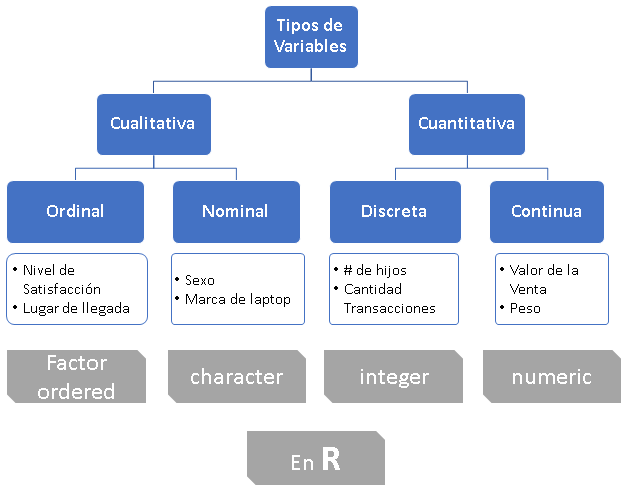 Tipos de
Variables
Cualitativa
Cuantitativa
Ordinal
Nominal
Discreta
Continua
• Nivel de
Satisfacción
• Lugar de llegada
• Sexo
• Marca de laptop
• # de hijos
• Cantidad
Transacciones
• Valor de la
Venta
• Peso
Factor
ordered
character
integer
numeric
En R